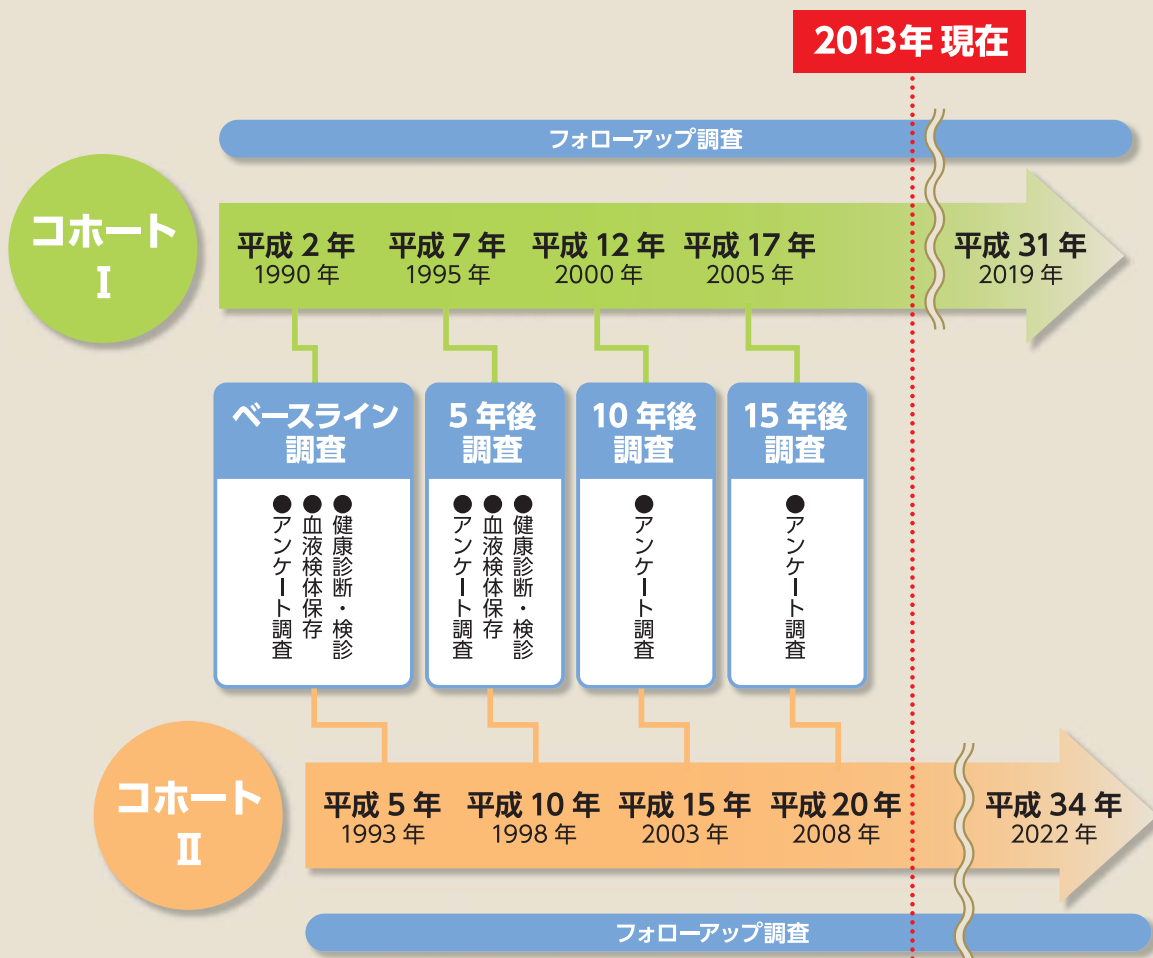 2013年 現在
フォローアップ調査
コホート
Ⅰ
平成 2 年
1990 年
平成 7 年
1995 年
平成 12 年
2000 年
平成 17 年
2005 年
平成 31 年
2019 年
ベースライン
調査
●健康診断・検診
●血液検体保存
●アンケート調査
5 年後
調査
●健康診断・検診
●血液検体保存
●アンケート調査
10 年後
調査
●アンケート調査
15 年後
調査
●アンケート調査
コホート
Ⅱ
平成 5 年
1993 年
平成 10 年
1998 年
平成 15 年
2003 年
平成 20 年
2008 年
平成 34 年
2022 年
フォローアップ調査